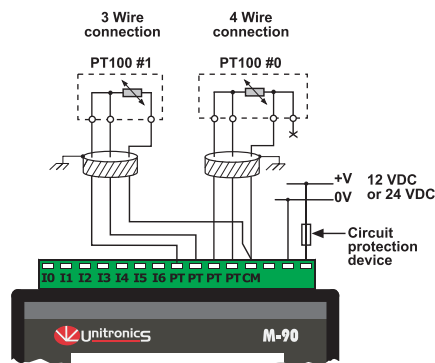 3 Wire
connection
4 Wire
connection
PT100 #1
PT100 #0
+V
0V
12 VDC
or 24 VDC
Circuit
protection
device
I0 I1 I2 I3 I4 I5 I6 PT PT PT PT CM
Unitronics
M-90